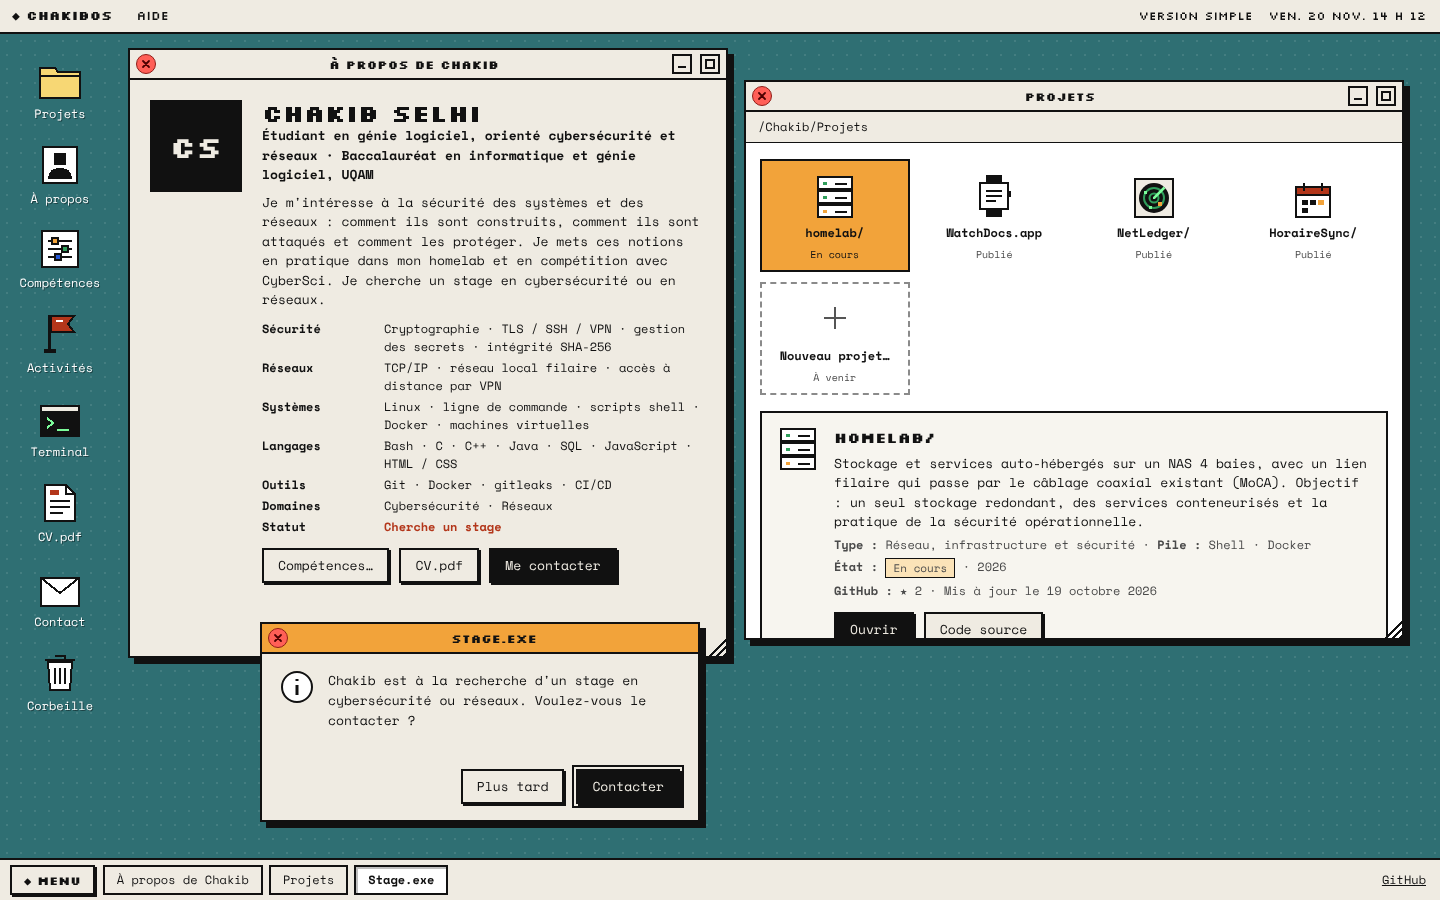 ◆ CHAKIBOS AIDE
VERSION SIMPLE VEN. 20 NOV. 14 H 12
Projets
À propos
Compétences
Activités
Terminal
CV.pdf
Contact
Corbeille
À PROPOS DE CHAKIB
CS
CHAKIB SELHI
Étudiant en génie logiciel, orienté cybersécurité et
réseaux · Baccalauréat en informatique et génie
logiciel, UQAM
Je m'intéresse à la sécurité des systèmes et des
réseaux : comment ils sont construits, comment ils sont
attaqués et comment les protéger. Je mets ces notions
en pratique dans mon homelab et en compétition avec
CyberSci. Je cherche un stage en cybersécurité ou en
réseaux.
Sécurité Cryptographie · TLS / SSH / VPN · gestion
des secrets · intégrité SHA-256
Réseaux TCP/IP · réseau local filaire · accès à
distance par VPN
Systèmes Linux · ligne de commande · scripts shell ·
Docker · machines virtuelles
Langages Bash · C · C++ · Java · SQL · JavaScript ·
HTML / CSS
Outils Git · Docker · gitleaks · CI/CD
Domaines Cybersécurité · Réseaux
Statut Cherche un stage
Compétences… CV.pdf Me contacter
PROJETS
/Chakib/Projets
homelab/
En cours
WatchDocs.app
Publié
NetLedger/
Publié
HoraireSync/
Publié
Nouveau projet…
À venir
HOMELAB/
Stockage et services auto-hébergés sur un NAS 4 baies, avec un lien
filaire qui passe par le câblage coaxial existant (MoCA). Objectif
: un seul stockage redondant, des services conteneurisés et la
pratique de la sécurité opérationnelle.
Type : Réseau, infrastructure et sécurité · Pile : Shell · Docker
État : En cours · 2026
GitHub : ★ 2 · Mis à jour le 19 octobre 2026
Ouvrir Code source
STAGE.EXE
Chakib est à la recherche d'un stage en
cybersécurité ou réseaux. Voulez-vous le
contacter ?
Plus tard Contacter
◆ MENU À propos de Chakib Projets Stage.exe GitHub